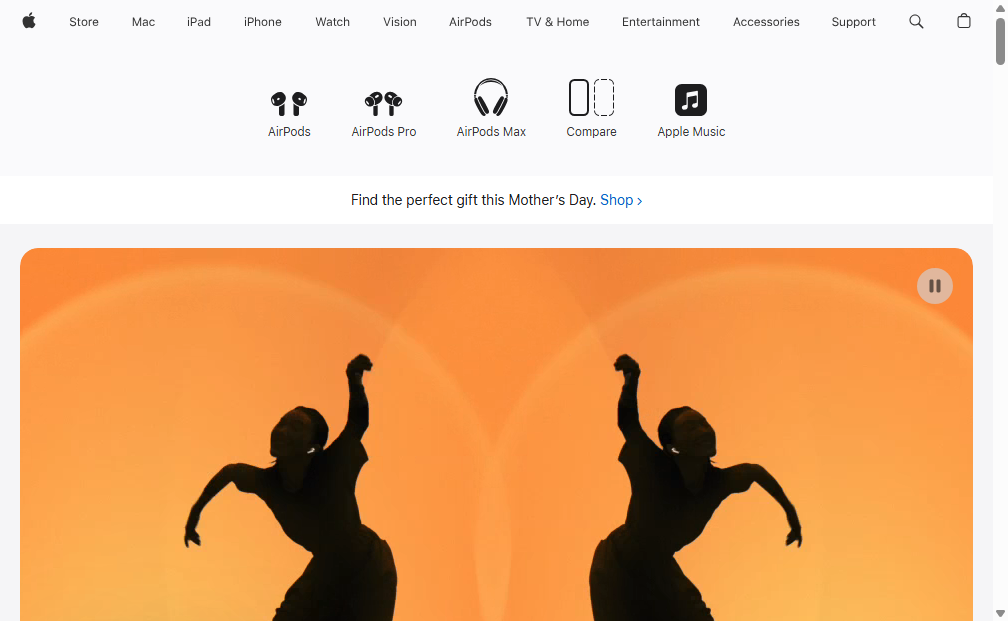 Store Mac iPad iPhone Watch Vision AirPods TV & Home Entertainment Accessories Support
AirPods AirPods Pro AirPods Max Compare Apple Music
Find the perfect gift this Mother's Day. Shop >